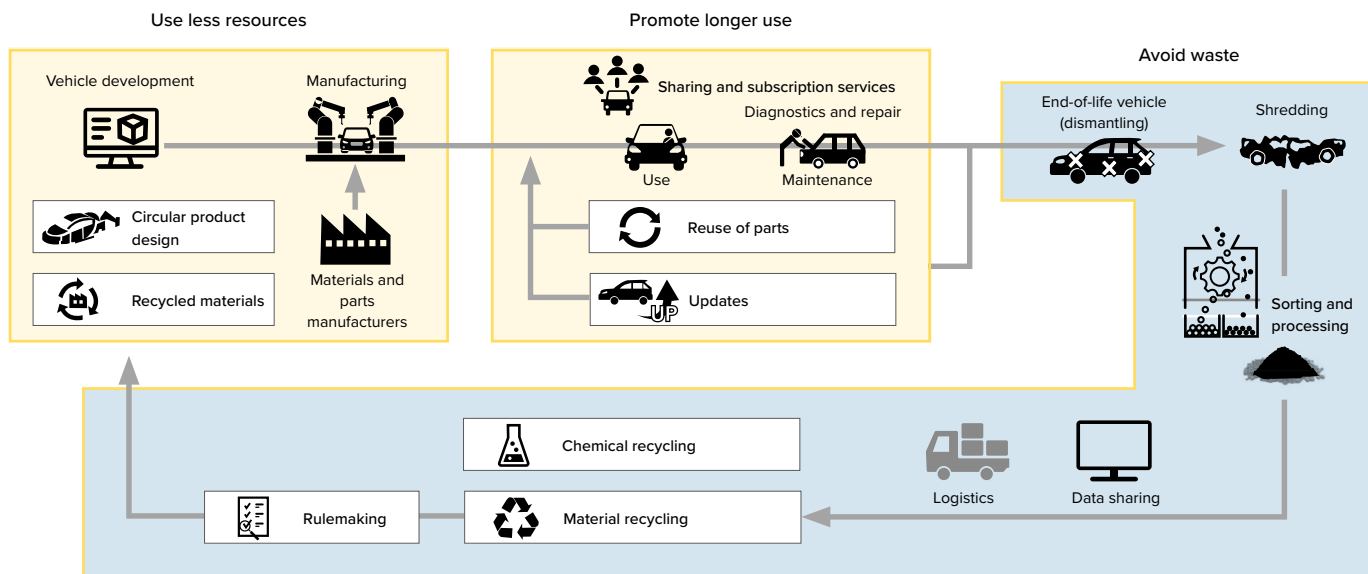 Use less resources
Vehicle development
Manufacturing
Circular product
design
Recycled materials
Materials and
parts
manufacturers
Promote longer use
Sharing and subscription services
Diagnostics and repair
Use
Maintenance
Reuse of parts
UP
Updates
Avoid waste
End-of-life vehicle
(dismantling)
Shredding
Sorting and
processing
Logistics
Data sharing
Chemical recycling
Material recycling
Rulemaking